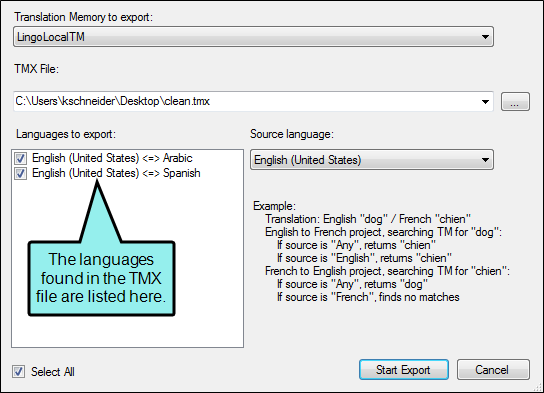 Translation Memory to export:
LingoLocalTM
TMX File:
C:\Users\kschneider\Desktop\clean.tmx
...
Languages to export:
Source language:
English (United States) <=> Arabic
English (United States) <=> Spanish
English (United States)
The languages
found in the TMX
file are listed here.
Example:
Translation: English "dog" / French "chien"
English to French project, searching TM for "dog":
If source is "Any", returns "chien"
If source is "English", returns "chien"
French to English project, searching TM for "chien":
If source is "Any", returns "dog"
If source is "French", finds no matches
Select All
Start Export
Cancel